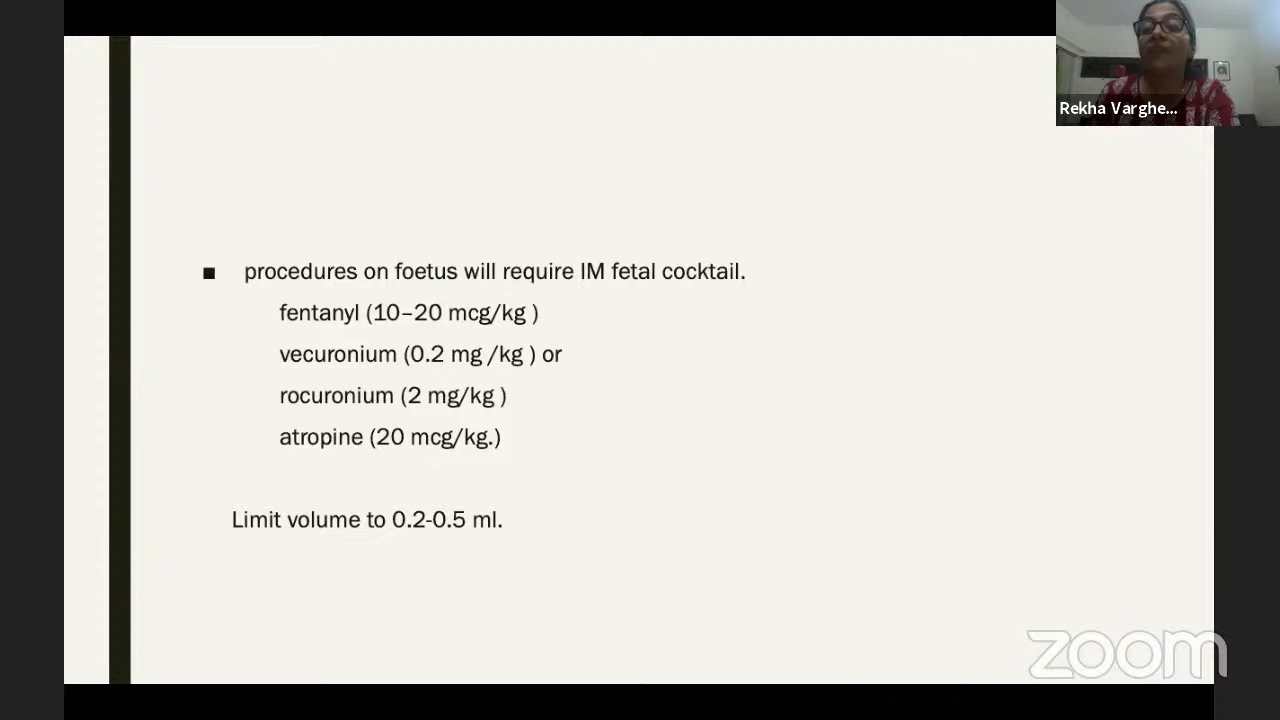 Rekha Varghe...
■ procedures on foetus will require IM fetal cocktail.
fentanyl (10–20 mcg/kg )
vecuronium (0.2 mg /kg ) or
rocuronium (2 mg/kg )
atropine (20 mcg/kg.)
Limit volume to 0.2-0.5 ml.
zoom